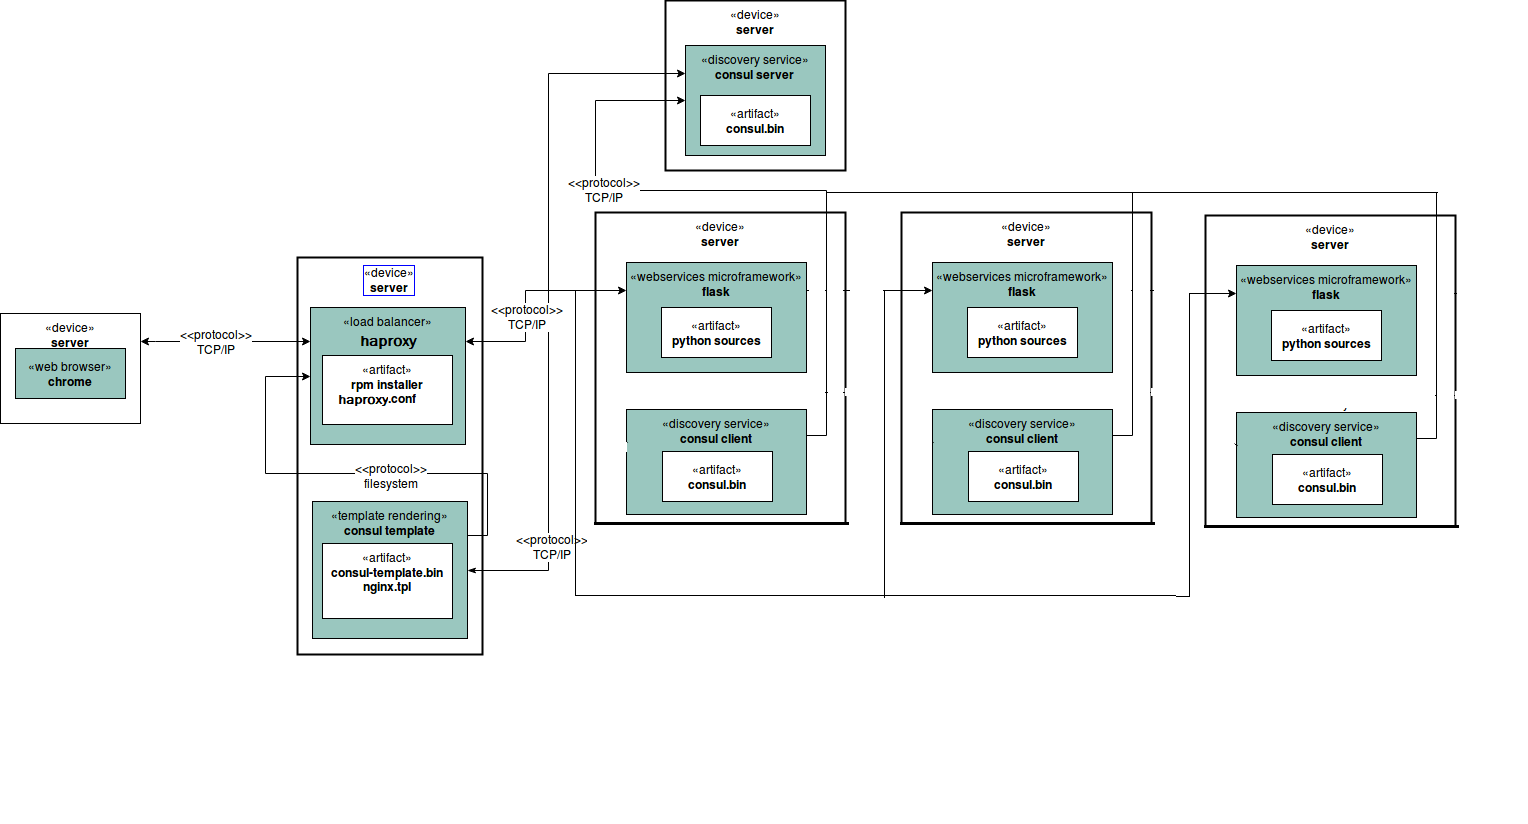 «device»
server
«discovery service»
consul server
«artifact»
consul.bin
<<protocol>>
TCP/IP
«device»
server
«webservices microframework»
flask
«artifact»
python sources
«discovery service»
consul client
«artifact»
consul.bin
«device»
server
«webservices microframework»
flask
«artifact»
python sources
«discovery service»
consul client
«artifact»
consul.bin
«device»
server
«webservices microframework»
flask
«artifact»
python sources
«discovery service»
consul client
«artifact»
consul.bin
«device»
server
«web browser»
chrome
<<protocol>>
TCP/IP
«device»
server
«load balancer»
haproxy
«artifact»
rpm installer
haproxy.conf
<<protocol>>
TCP/IP
<<protocol>>
filesystem
«template rendering»
consul template
«artifact»
consul-template.bin
nginx.tpl
<<protocol>>
TCP/IP